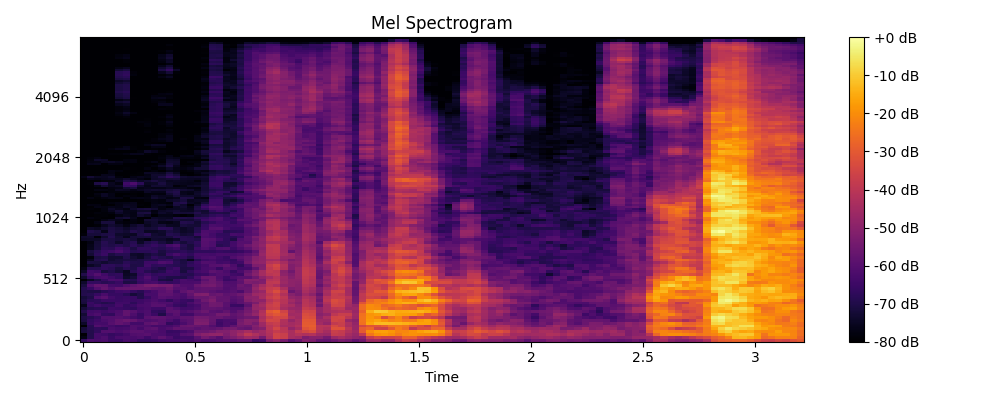 Mel Spectrogram
Hz
4096
2048
1024
512
0
0
0.5
1
1.5
2
2.5
3
Time
+0 dB
-10 dB
-20 dB
-30 dB
-40 dB
-50 dB
-60 dB
-70 dB
-80 dB